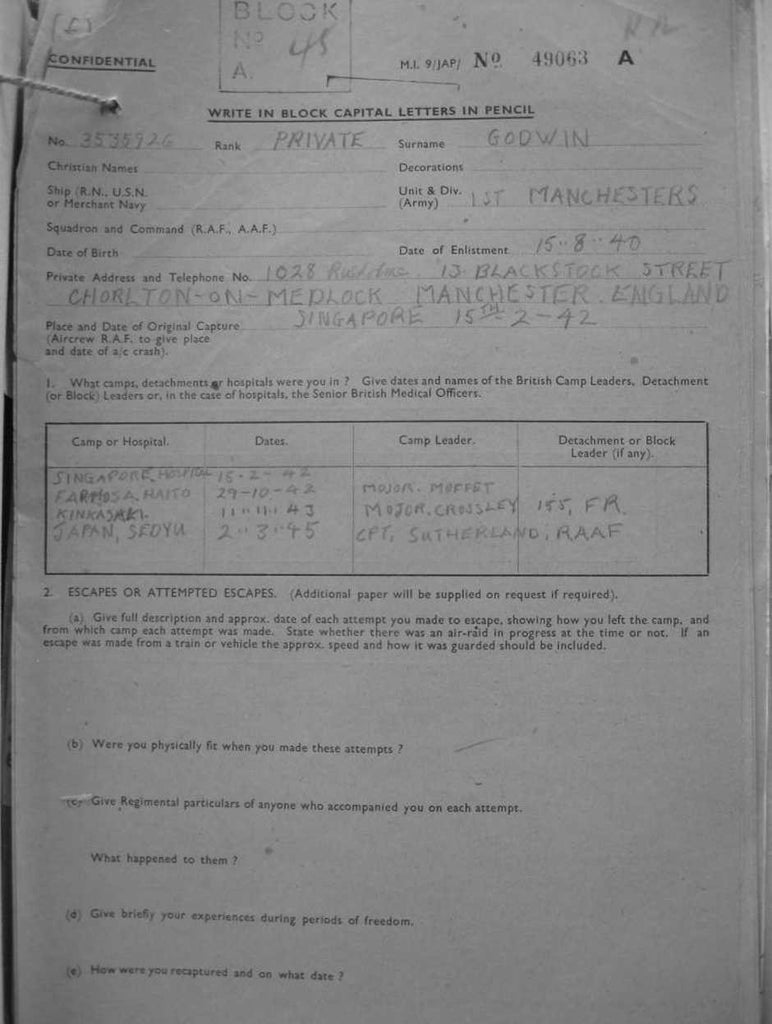 (L)
BLOCK
Nº 45
A.
CONFIDENTIAL
M.I. 9/JAP/ Nº 49063 A
WRITE IN BLOCK CAPITAL LETTERS IN PENCIL
No. 3535926 Rank PRIVATE Surname GODWIN
Christian Names Decorations
Ship (R.N., U.S.N. Unit & Div. 1ST MANCHESTERS
or Merchant Navy (Army)
Squadron and Command (R.A.F., A.A.F.)
Date of Birth Date of Enlistment 15"8"40
Private Address and Telephone No. 1028 13 BLACKSTOCK STREET
CHORLTON-ON-MEDLOCK MANCHESTER. ENGLAND
Place and Date of Original Capture SINGAPORE 15TH-2-42
(Aircrew R.A.F. to give place
and date of a/c crash).
1. What camps, detachments or hospitals were you in ? Give dates and names of the British Camp Leaders, Detachment
(or Block) Leaders or, in the case of hospitals, the Senior British Medical Officers.
Camp or Hospital. Dates. Camp Leader. Detachment or Block
Leader (if any).
SINGAPORE, HOSPITAL 15-2-42
FARMOSA, HAITO 29-10-42 MOJOR. MOFFET
KINKASAKI. 11"11"43 MOJOR. CROSSLEY 155, F.R.
JAPAN, SEDYU 2"3"45 CPT, SUTHERLAND, RAAF
2. ESCAPES OR ATTEMPTED ESCAPES. (Additional paper will be supplied on request if required).
(a) Give full description and approx. date of each attempt you made to escape, showing how you left the camp, and
from which camp each attempt was made. State whether there was an air-raid in progress at the time or not. If an
escape was made from a train or vehicle the approx. speed and how it was guarded should be included.
(b) Were you physically fit when you made these attempts ?
(c) Give Regimental particulars of anyone who accompanied you on each attempt.
What happened to them ?
(d) Give briefly your experiences during periods of freedom.
(e) How were you recaptured and on what date ?